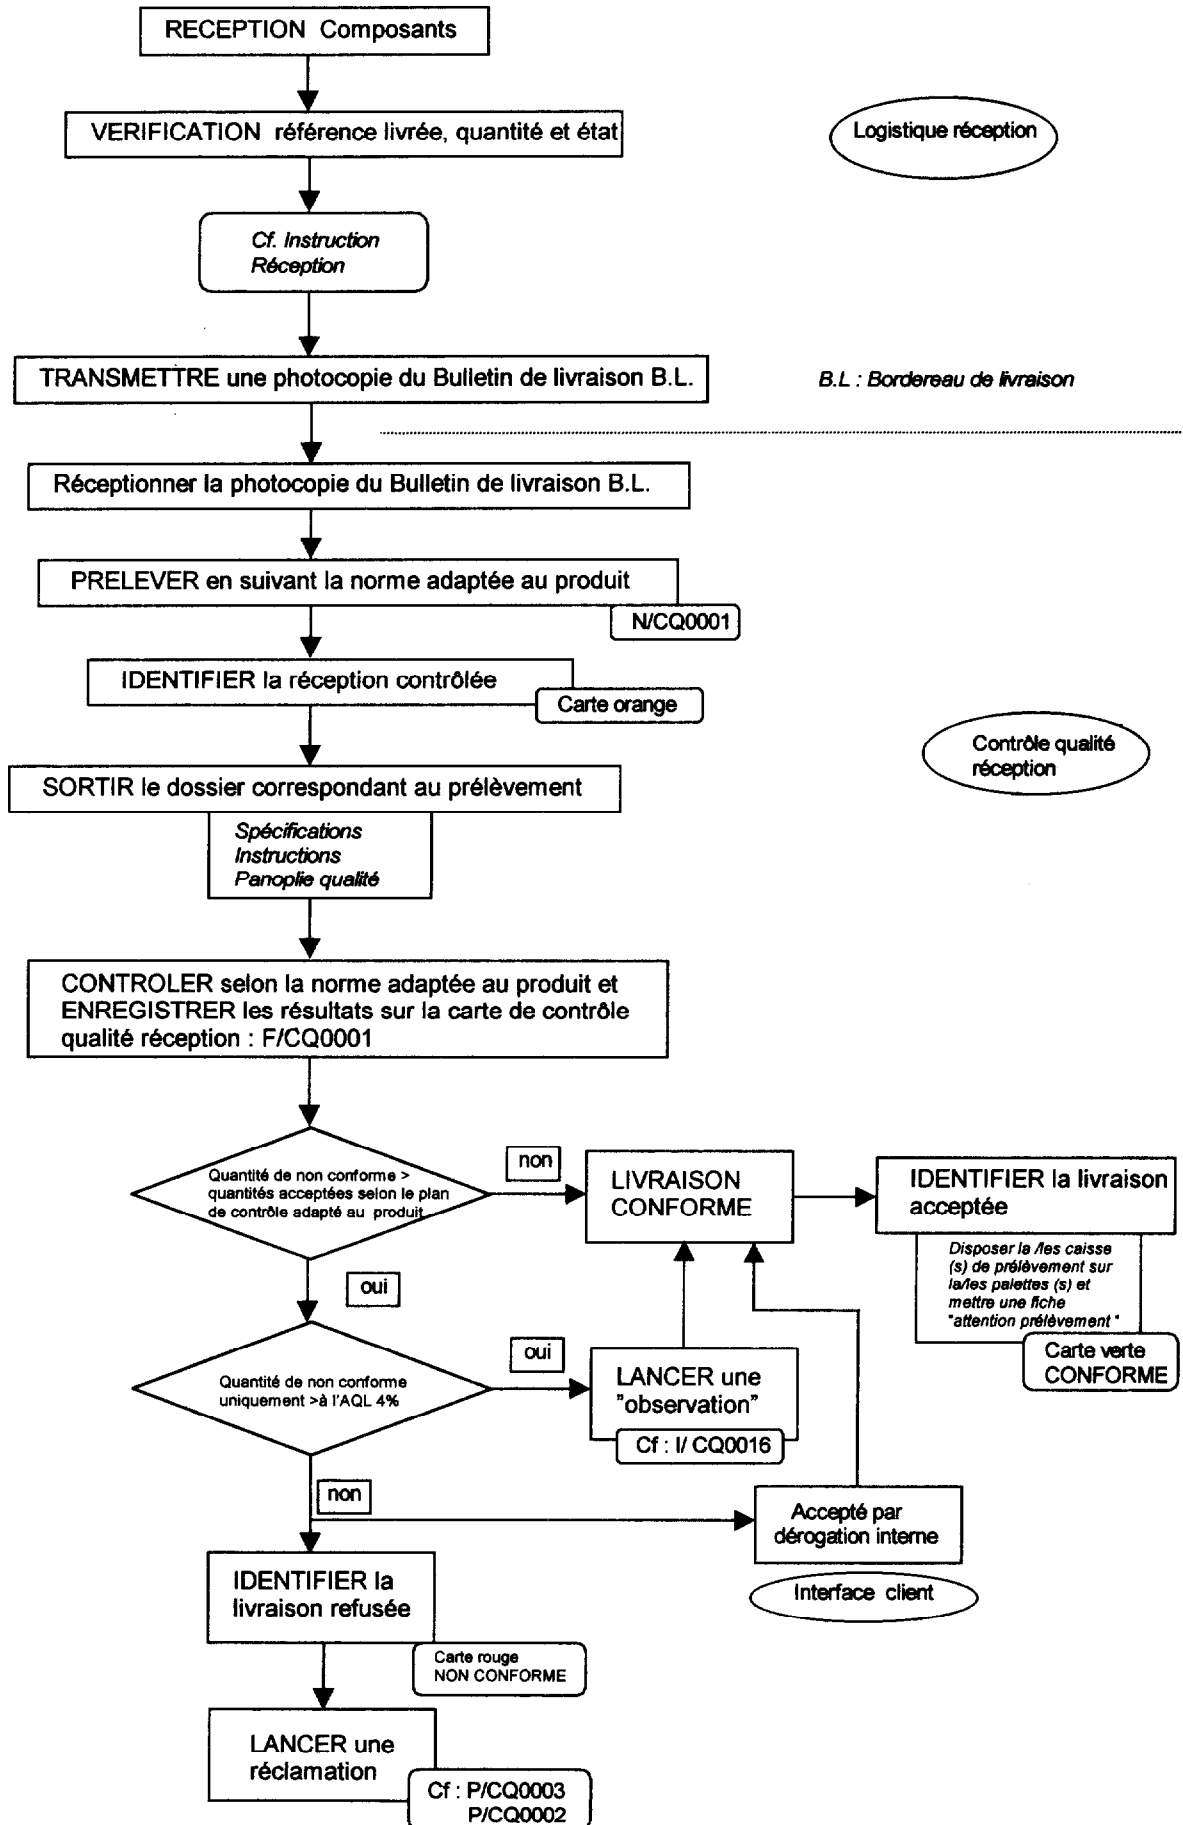 RECEPTION Composants
VERIFICATION référence livrée, quantité et état
Logistique réception
Cf. Instruction
Réception
TRANSMETTRE une photocopie du Bulletin de livraison B.L.
B.L : Bordereau de livraison
Réceptionner la photocopie du Bulletin de livraison B.L.
PRELEVER en suivant la norme adaptée au produit
N/CQ0001
IDENTIFIER la réception contrôlée
Carte orange
Contrôle qualité
réception
SORTIR le dossier correspondant au prélèvement
Spécifications
Instructions
Panoplie qualité
CONTROLER selon la norme adaptée au produit et
ENREGISTRER les résultats sur la carte de contrôle
qualité réception : F/CQ0001
Quantité de non conforme >
quantités acceptées selon le plan
de contrôle adapté au produit
non
LIVRAISON
CONFORME
IDENTIFIER la livraison
acceptée
Disposer la /les caisse
(s) de prélèvement sur
la/les palettes (s) et
mettre une fiche
"attention prélèvement "
Carte verte
CONFORME
oui
Quantité de non conforme
uniquement >à l'AQL 4%
oui
LANCER une
"observation"
Cf : I/ CQ0016
non
Accepté par
dérogation interne
Interface client
IDENTIFIER la
livraison refusée
Carte rouge
NON CONFORME
LANCER une
réclamation
Cf : P/CQ0003
P/CQ0002